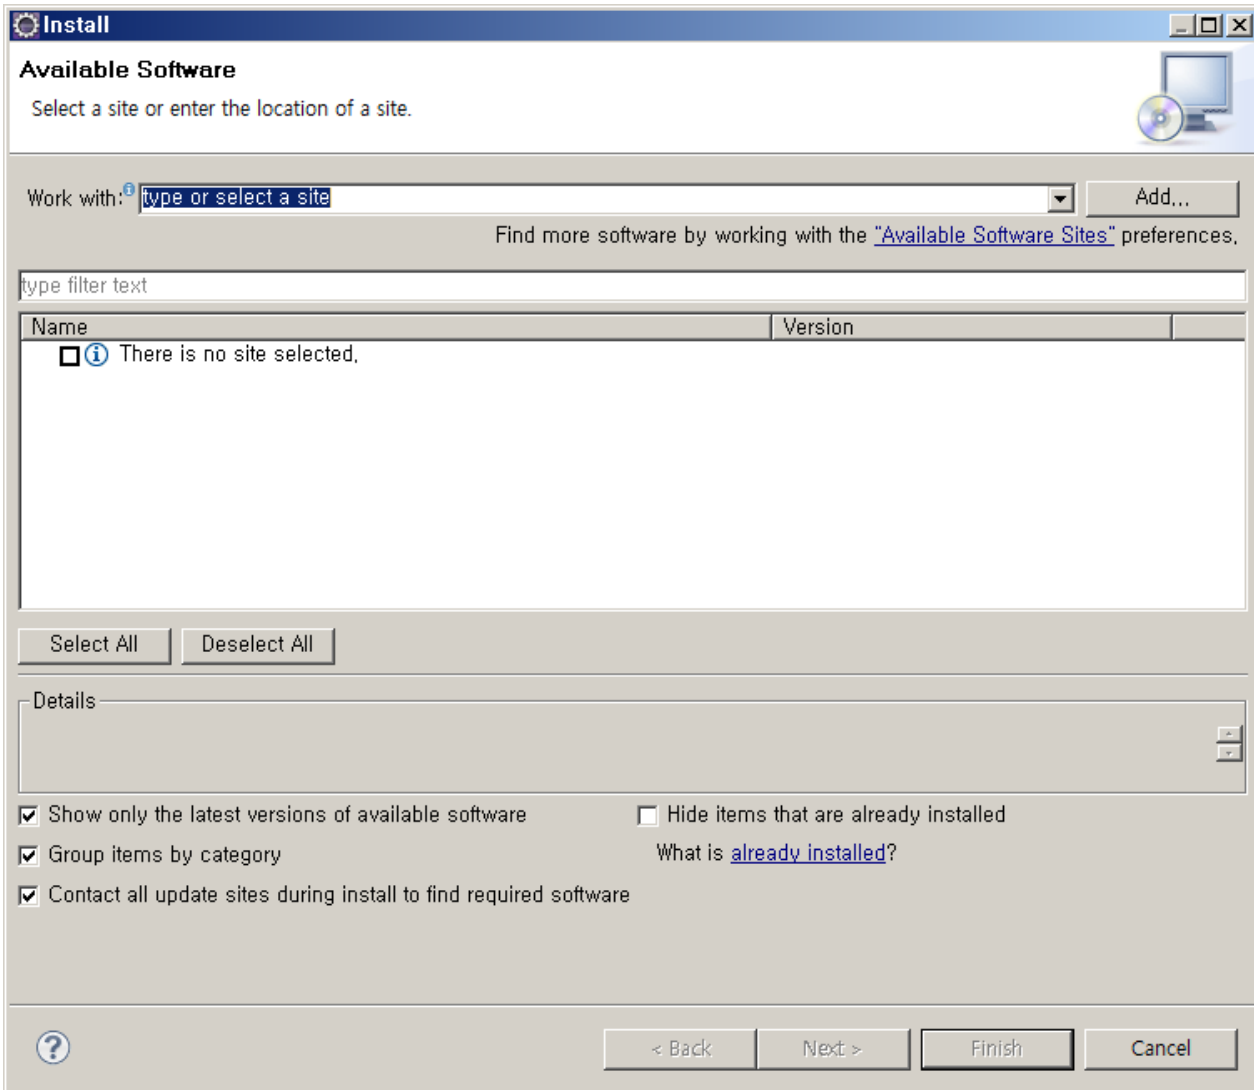 Install
Available Software
Select a site or enter the location of a site.
Work with: type or select a site Add...
Find more software by working with the "Available Software Sites" preferences.
type filter text
Name Version
There is no site selected.
Select All Deselect All
Details
Show only the latest versions of available software Hide items that are already installed
Group items by category What is already installed?
Contact all update sites during install to find required software
< Back Next > Finish Cancel